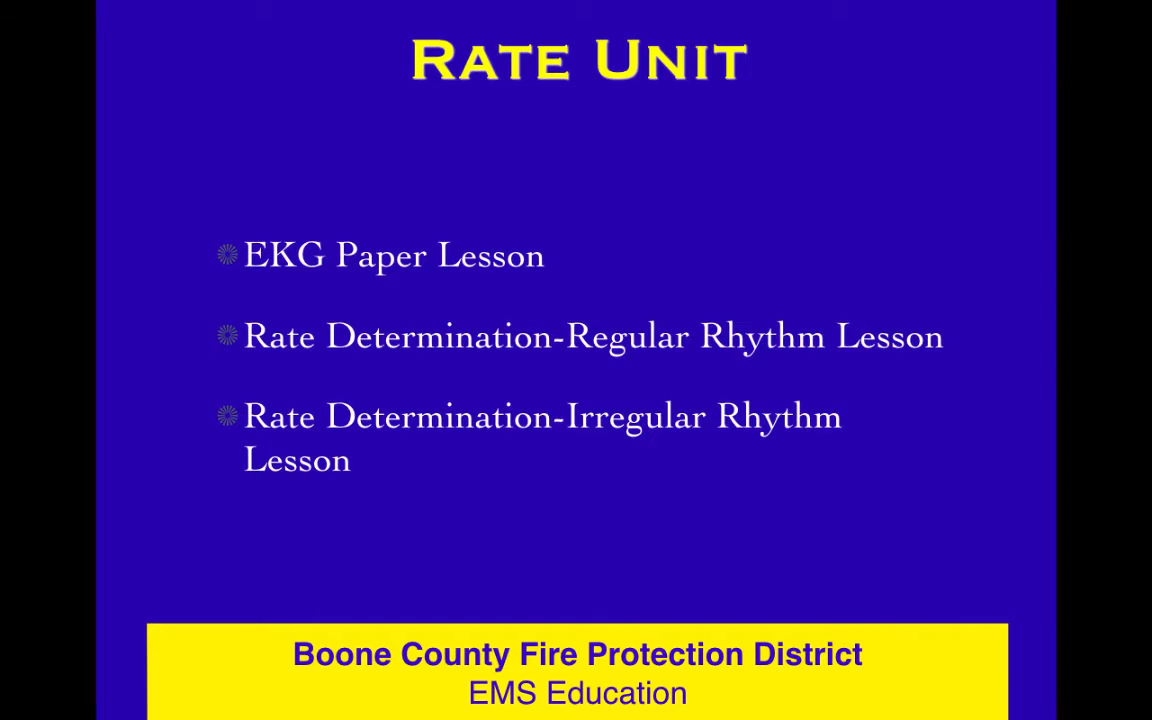 Rate Unit
EKG Paper Lesson
Rate Determination-Regular Rhythm Lesson
Rate Determination-Irregular Rhythm
Lesson
Boone County Fire Protection District
EMS Education